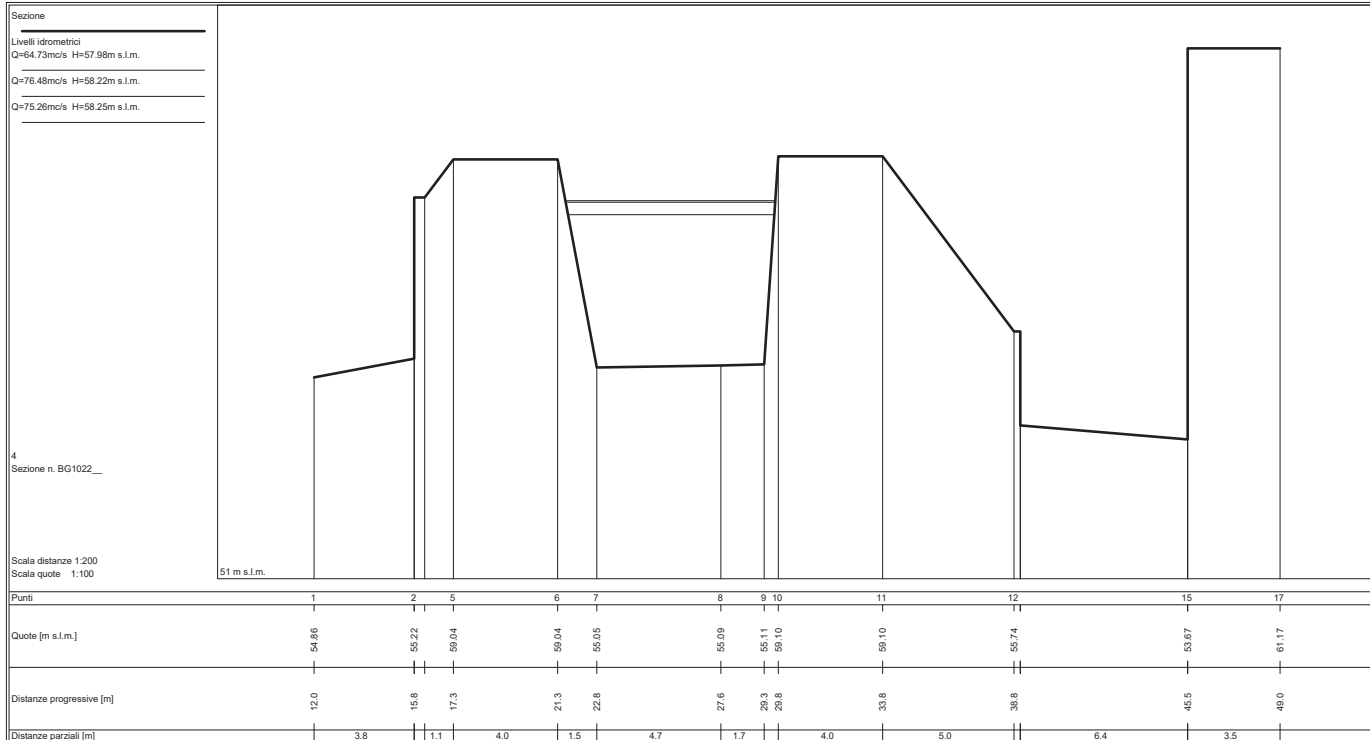 Sezione
Livelli idrometrici
Q=64.73mc/s H=57.98m s.l.m.
Q=76.48mc/s H=58.22m s.l.m.
Q=75.26mc/s H=58.25m s.l.m.
4
Sezione n. BG1022__
Scala distanze 1:200
Scala quote 1:100
51 m s.l.m.
Punti 1 2 5 6 7 8 9 10 11 12 15 17
Quote [m s.l.m.] 54.86 55.22 59.04 59.04 55.05 55.09 55.11 59.10 59.10 55.74 53.67 61.17
Distanze progressive [m] 12.0 15.8 17.3 21.3 22.8 27.6 29.3 29.8 33.8 38.8 45.5 49.0
Distanze parziali [m] 3.8 1.1 4.0 1.5 4.7 1.7 4.0 5.0 6.4 3.5